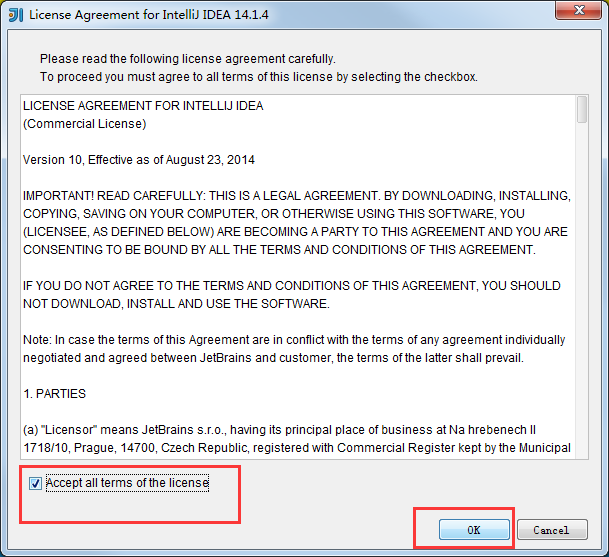 License Agreement for IntelliJ IDEA 14.1.4
Please read the following license agreement carefully.
To proceed you must agree to all terms of this license by selecting the checkbox.
LICENSE AGREEMENT FOR INTELLIJ IDEA
(Commercial License)
Version 10, Effective as of August 23, 2014
IMPORTANT! READ CAREFULLY: THIS IS A LEGAL AGREEMENT. BY DOWNLOADING, INSTALLING,
COPYING, SAVING ON YOUR COMPUTER, OR OTHERWISE USING THIS SOFTWARE, YOU
(LICENSEE, AS DEFINED BELOW) ARE BECOMING A PARTY TO THIS AGREEMENT AND YOU ARE
CONSENTING TO BE BOUND BY ALL THE TERMS AND CONDITIONS OF THIS AGREEMENT.
IF YOU DO NOT AGREE TO THE TERMS AND CONDITIONS OF THIS AGREEMENT, YOU SHOULD
NOT DOWNLOAD, INSTALL AND USE THE SOFTWARE.
Note: In case the terms of this Agreement are in conflict with the terms of any agreement individually
negotiated and agreed between JetBrains and customer, the terms of the latter shall prevail.
1. PARTIES
(a) "Licensor" means JetBrains s.r.o., having its principal place of business at Na hrebenech II
1718/10, Prague, 14700, Czech Republic, registered with Commercial Register kept by the Municipal
Accept all terms of the license
OK
Cancel